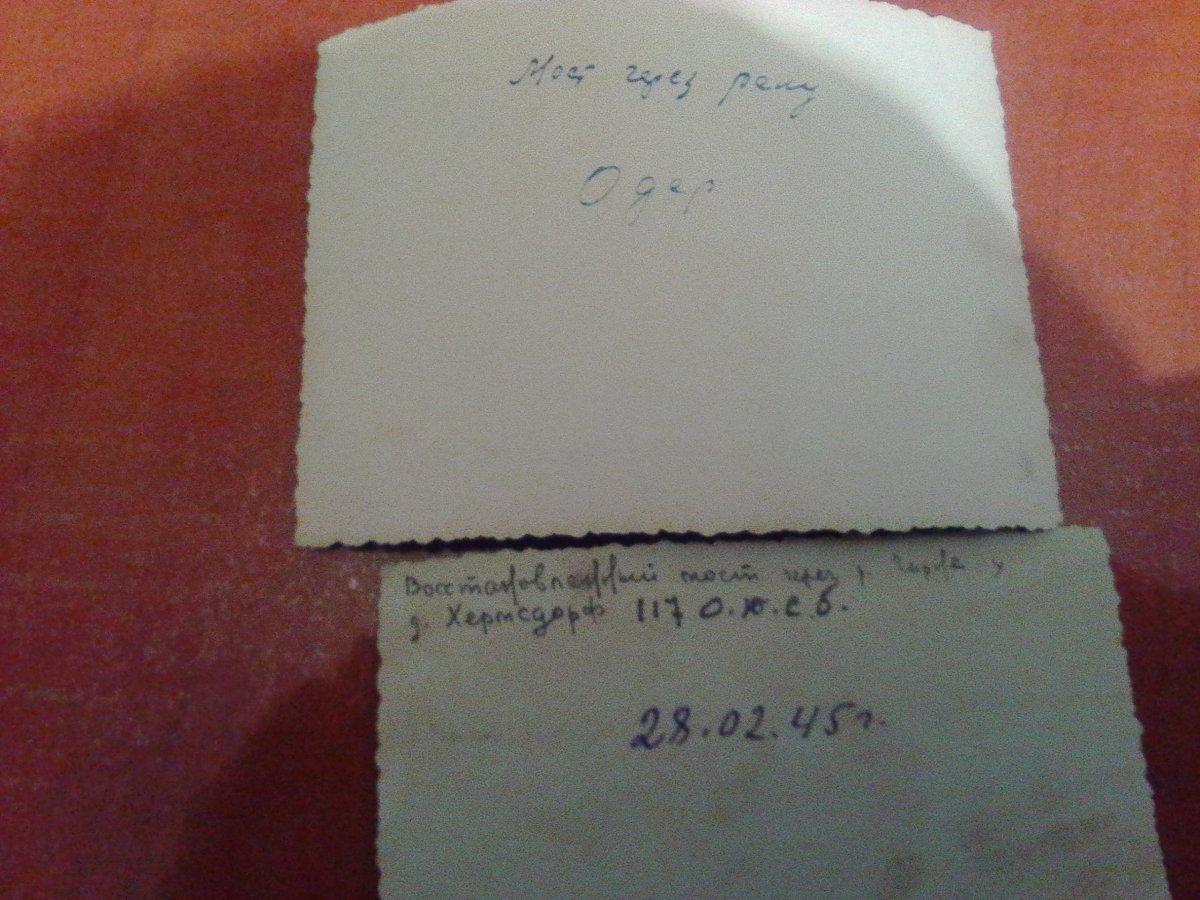 Мост через реку
Одер
Восстановленный мост через р. у
д. Хермсдорф 117 О.Ж.С.б.
28.02.45г.